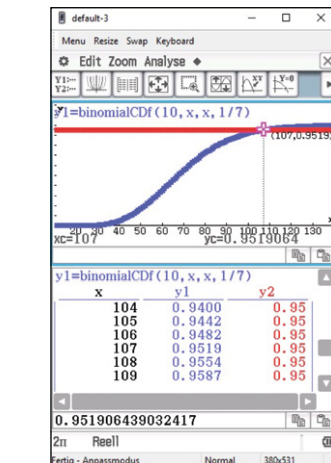 default-3
Menu Resize Swap Keyboard
Edit Zoom Analyse
Y1:--- Y2:---
y1=binomialCDf(10,x,x,1/7)
(107,0.9519
20 30 40 50 60 70 80 90 100 110 120 130
xc=107 yc=0.9519064
y1=binomialCDf(10,x,x,1/7)
x y1 y2
104 0.9400 0.95
105 0.9442 0.95
106 0.9482 0.95
107 0.9519 0.95
108 0.9554 0.95
109 0.9587 0.95
0.951906439032417
2π Reell
Fertig - Anpassmodus Normal 380x531